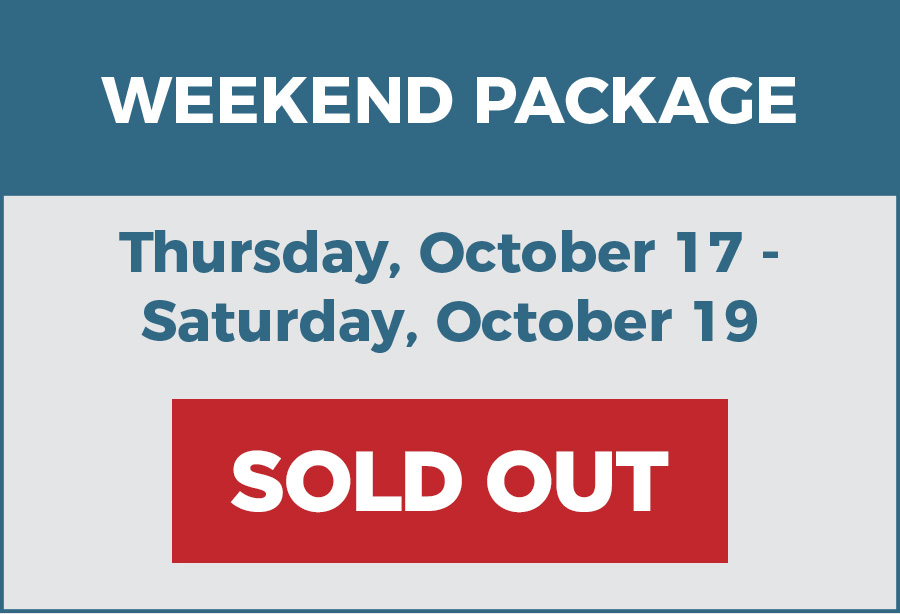 WEEKEND PACKAGE
Thursday, October 17 -
Saturday, October 19
SOLD OUT